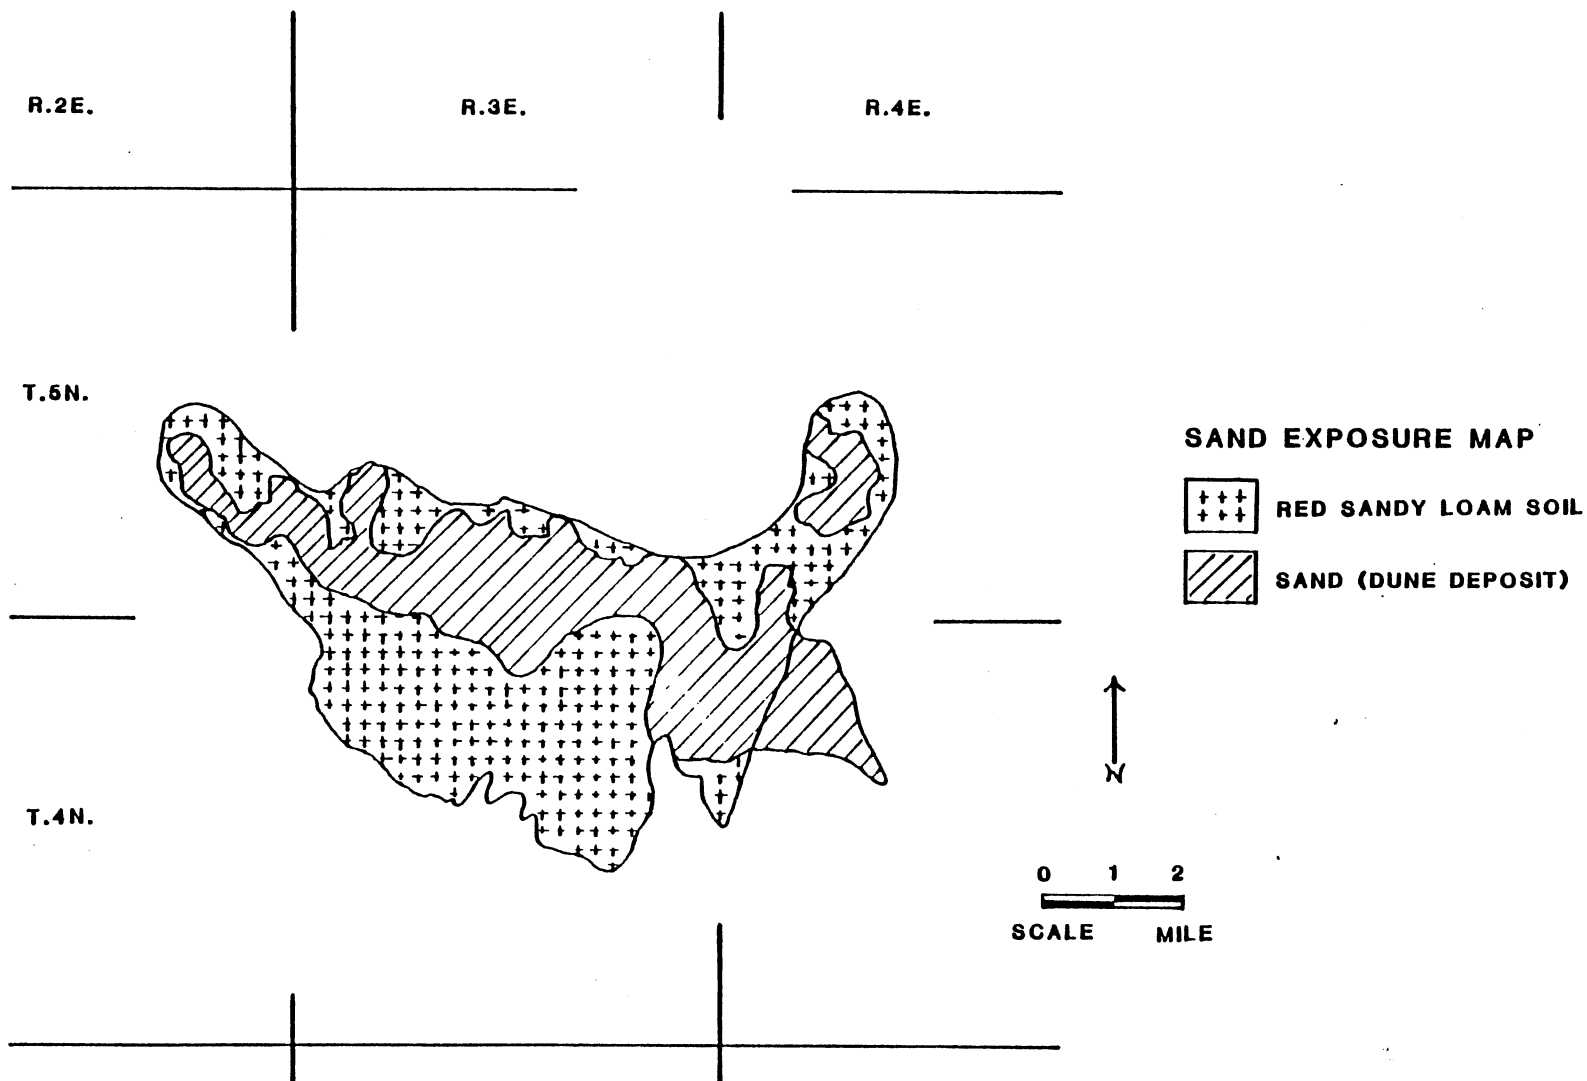 R.2E.
R.3E.
R.4E.
T.5N.
SAND EXPOSURE MAP
RED SANDY LOAM SOIL
SAND (DUNE DEPOSIT)
N
T.4N.
0 1 2
SCALE MILE